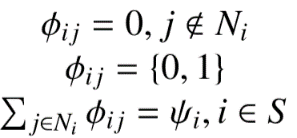 ϕ_{ij} = 0, j ∉ N_i
ϕ_{ij} = {0, 1}
∑_{j∈N_i} ϕ_{ij} = ψ_i, i ∈ S